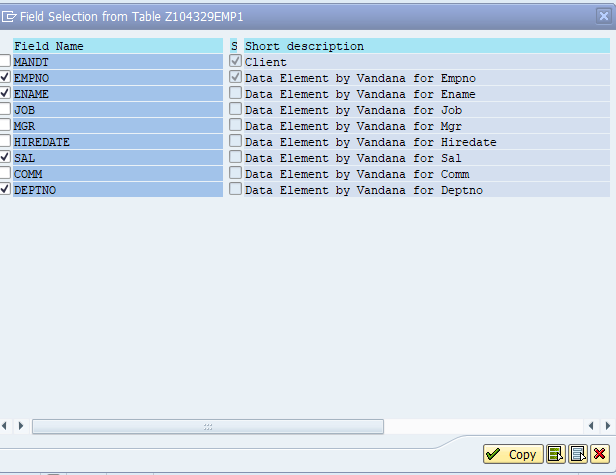 Field Selection from Table Z104329EMP1
Field Name S Short description
MANDT Client
EMPNO Data Element by Vandana for Empno
ENAME Data Element by Vandana for Ename
JOB Data Element by Vandana for Job
MGR Data Element by Vandana for Mgr
HIREDATE Data Element by Vandana for Hiredate
SAL Data Element by Vandana for Sal
COMM Data Element by Vandana for Comm
DEPTNO Data Element by Vandana for Deptno
Copy